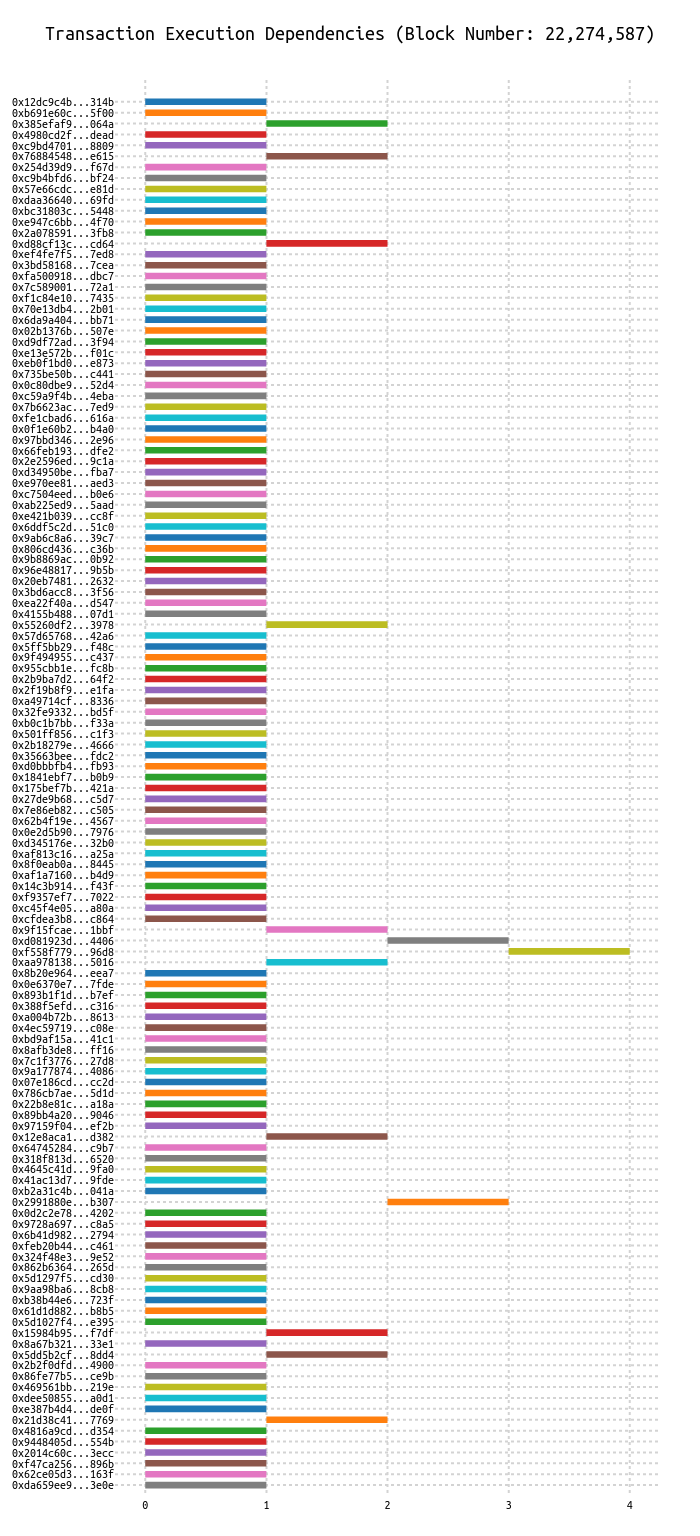 Transaction Execution Dependencies (Block Number: 22,274,587)
0x12dc9c4b...314b
0xb691e60c...5f00
0x385efaf9...064a
0x4980cd2f...dead
0xc9bd4701...8809
0x76884548...e615
0x254d39d9...f67d
0xc9b4bfd6...bf24
0x57e66cdc...e81d
0xdaa36640...69fd
0xbc31803c...5448
0xe947c6bb...4f70
0x2a078591...3fb8
0xd88cf13c...cd64
0xef4fe7f5...7ed8
0x3bd58168...7cea
0xfa500918...dbc7
0x7c589001...72a1
0xf1c84e10...7435
0x70e13db4...2b01
0x6da9a404...bb71
0x02b1376b...507e
0xd9df72ad...3f94
0xe13e572b...f01c
0xeb0f1bd0...e873
0x735be50b...c441
0x0c80dbe9...52d4
0xc59a9f4b...4eba
0x7b6623ac...7ed9
0xfe1cbad6...616a
0x0f1e60b2...b4a0
0x97bbd346...2e96
0x66feb193...dfe2
0x2e2596ed...9c1a
0xd34950be...fba7
0xe970ee81...aed3
0xc7504eed...b0e6
0xab225ed9...5aad
0xe421b039...cc8f
0x6ddf5c2d...51c0
0x9ab6c8a6...39c7
0x806cd436...c36b
0x9b8869ac...0b92
0x96e48817...9b5b
0x20eb7481...2632
0x3bd6acc8...3f56
0xea22f40a...d547
0x4155b488...07d1
0x55260df2...3978
0x57d65768...42a6
0x5ff5bb29...f48c
0x9f494955...c437
0x955cbb1e...fc8b
0x2b9ba7d2...64f2
0x2f19b8f9...e1fa
0xa49714cf...8336
0x32fe9332...bd5f
0xb0c1b7bb...f33a
0x501ff856...c1f3
0x2b18279e...4666
0x35663bee...fdc2
0xd0bbbfb4...fb93
0x1841ebf7...b0b9
0x175bef7b...421a
0x27de9b68...c5d7
0x7e86eb82...c505
0x62b4f19e...4567
0x0e2d5b90...7976
0xd345176e...32b0
0xaf813c16...a25a
0x8f0eab0a...8445
0xaf1a7160...b4d9
0x14c3b914...f43f
0xf9357ef7...7022
0xc45f4e05...a80a
0xcfdea3b8...c864
0x9f15fcae...1bbf
0xd081923d...4406
0xf558f779...96d8
0xaa978138...5016
0x8b20e964...eea7
0x0e6370e7...7fde
0x893b1f1d...b7ef
0x388f5efd...c316
0xa004b72b...8613
0x4ec59719...c08e
0xbd9af15a...41c1
0x8afb3de8...ff16
0x7c1f3776...27d8
0x9a177874...4086
0x07e186cd...cc2d
0x786cb7ae...5d1d
0x22b8e81c...a18a
0x89bb4a20...9046
0x97159f04...ef2b
0x12e8aca1...d382
0x64745284...c9b7
0x318f813d...6520
0x4645c41d...9fa0
0x41ac13d7...9fde
0xb2a31c4b...041a
0x2991880e...b307
0x0d2c2e78...4202
0x9728a697...c8a5
0x6b41d982...2794
0xfeb20b44...c461
0x324f48e3...9e52
0x862b6364...265d
0x5d1297f5...cd30
0x9aa98ba6...8cb8
0xb38b44e6...723f
0x61d1d882...b8b5
0x5d1027f4...e395
0x15984b95...f7df
0x8a67b321...33e1
0x5dd5b2cf...8dd4
0x2b2f0dfd...4900
0x86fe77b5...ce9b
0x469561bb...219e
0xdee50855...a0d1
0xe387b4d4...de0f
0x21d38c41...7769
0x4816a9cd...d354
0x9448405d...554b
0x2014c60c...3ecc
0xf47ca256...896b
0x62ce05d3...163f
0xda659ee9...3e0e
0 1 2 3 4